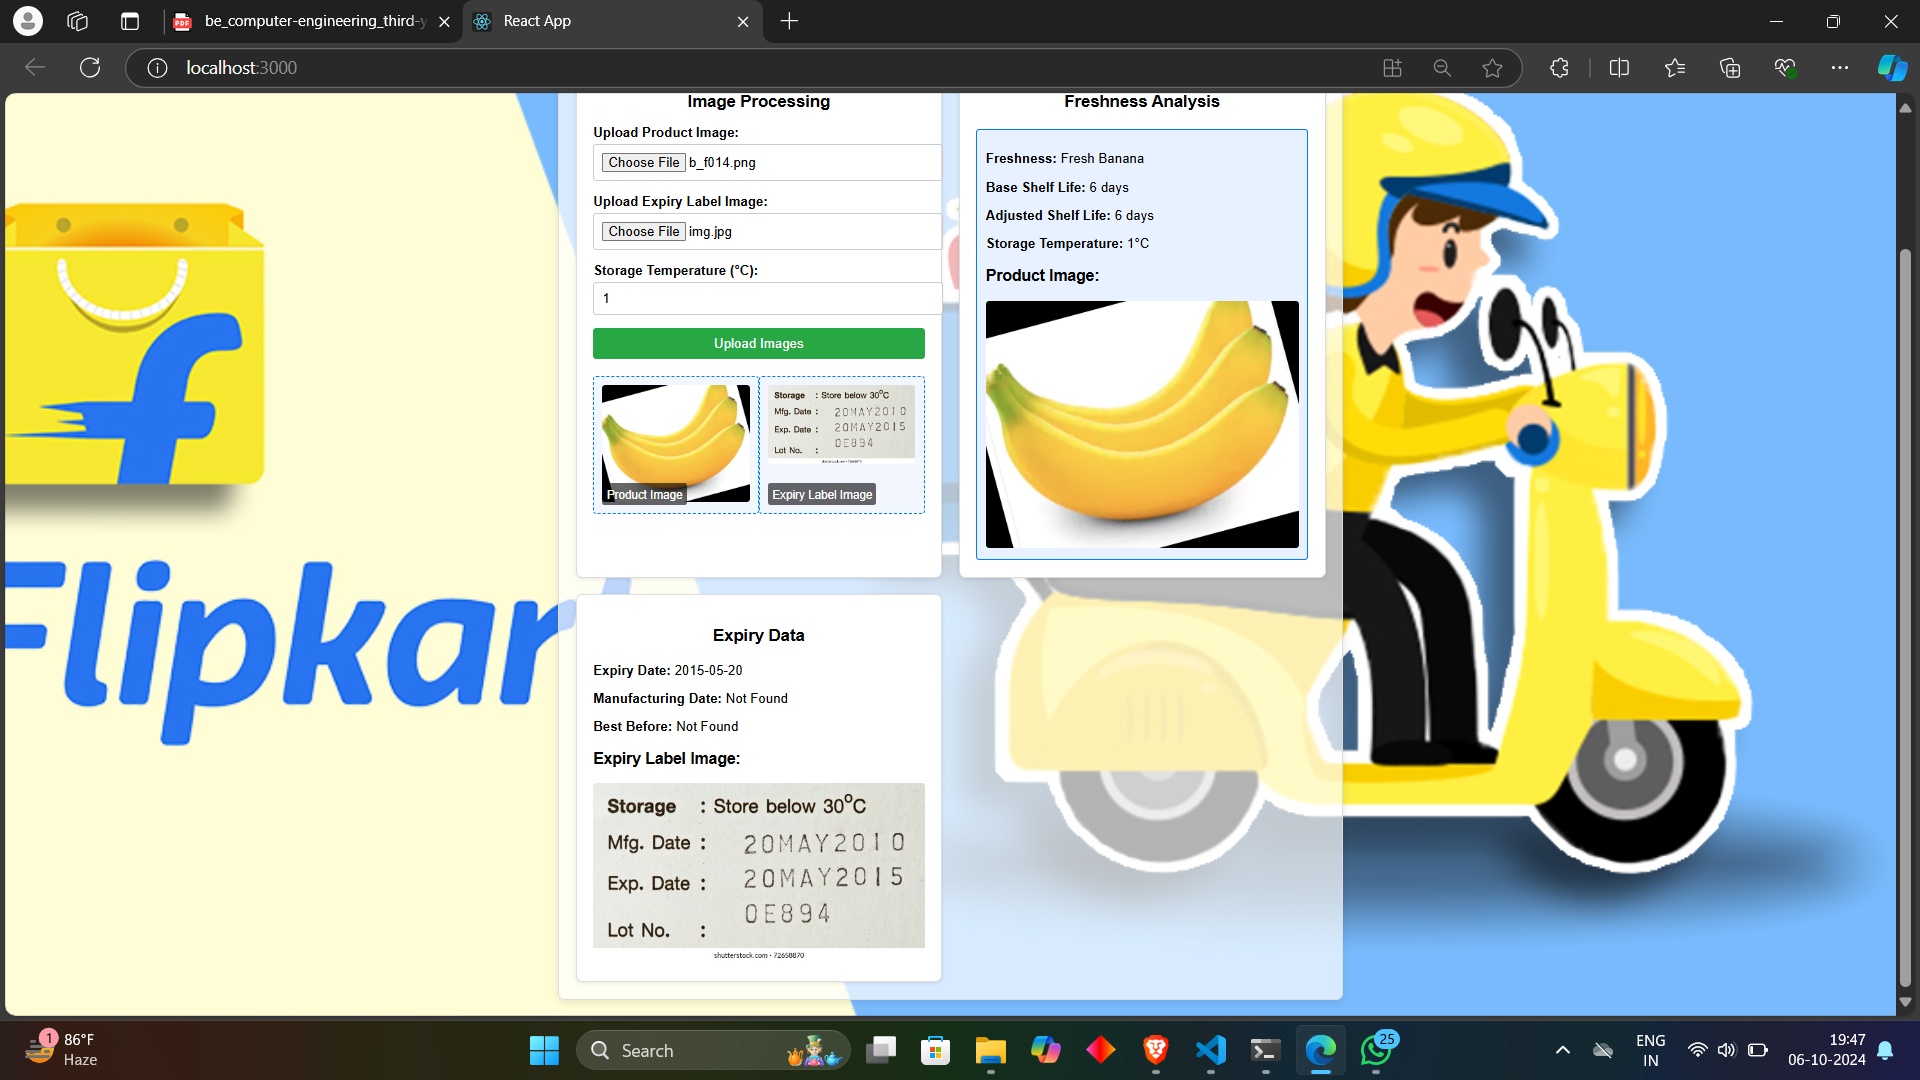 be_computer-engineering_third-y
React App
localhost:3000
Image Processing
Upload Product Image:
Choose File b_f014.png
Upload Expiry Label Image:
Choose File img.jpg
Storage Temperature (°C):
1
Upload Images
Storage : Store below 30°C
Mfg. Date : 20MAY2010
Exp. Date : 20MAY2015
0E894
Lot No. :
Product Image
Expiry Label Image
Freshness Analysis
Freshness: Fresh Banana
Base Shelf Life: 6 days
Adjusted Shelf Life: 6 days
Storage Temperature: 1°C
Product Image:
Flipkar
Expiry Data
Expiry Date: 2015-05-20
Manufacturing Date: Not Found
Best Before: Not Found
Expiry Label Image:
Storage : Store below 30°C
Mfg. Date : 20MAY2010
Exp. Date : 20MAY2015
0E894
Lot No. :
shutterstock.com · 72658870
1
86°F
Haze
Search
25
ENG
IN
19:47
06-10-2024